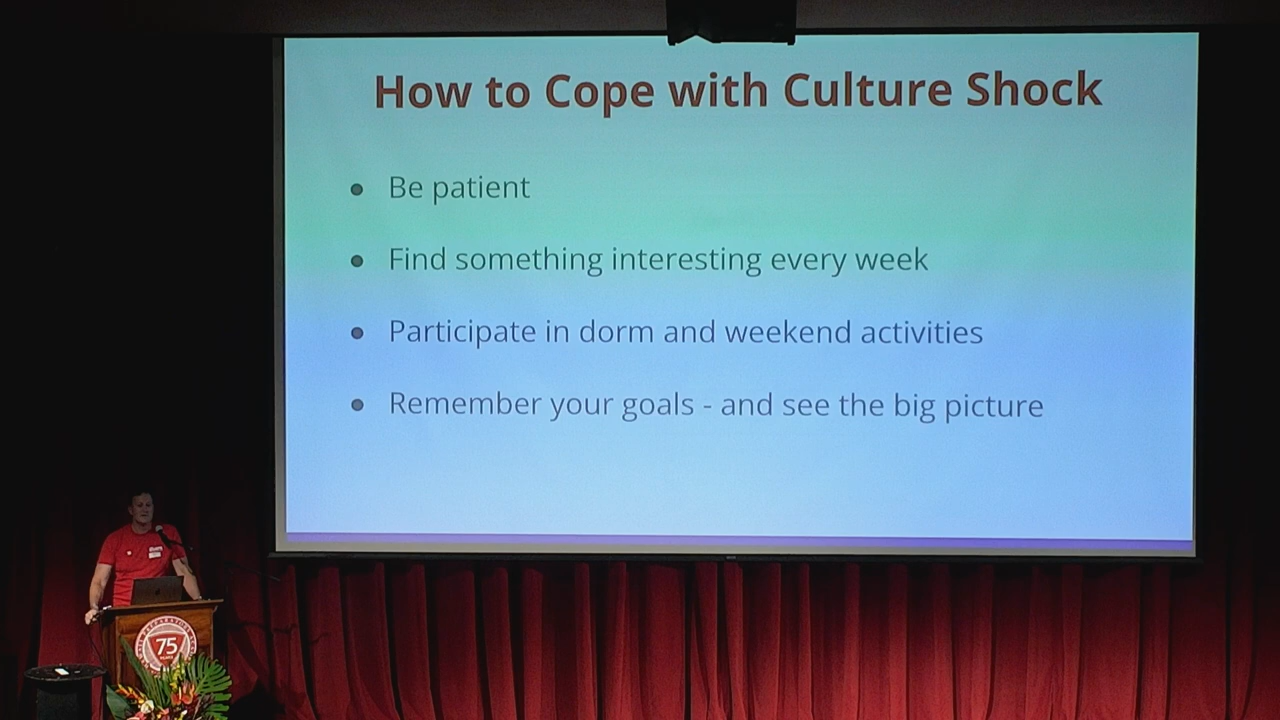 How to Cope with Culture Shock
Be patient
Find something interesting every week
Participate in dorm and weekend activities
Remember your goals - and see the big picture
75